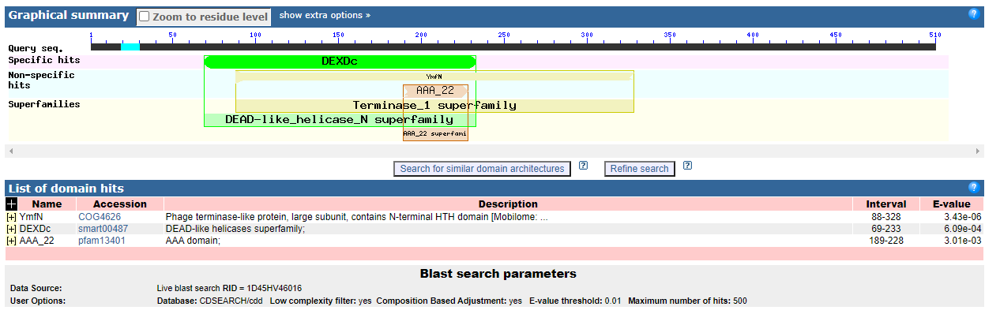 Graphical summary Zoom to residue level show extra options » ?
1 50 100 150 200 250 300 350 400 450 510
Query seq.
Specific hits DEXDc
Non-specific YmfN
hits AAA_22
Superfamilies Terminase_1 superfamily
DEAD-like_helicase_N superfamily
AAA_22 superfami
Search for similar domain architectures ? Refine search ?
List of domain hits ?
+ Name Accession Description Interval E-value
[+] YmfN COG4626 Phage terminase-like protein, large subunit, contains N-terminal HTH domain [Mobilome: ... 88-328 3.43e-06
[+] DEXDc smart00487 DEAD-like helicases superfamily; 69-233 6.09e-04
[+] AAA_22 pfam13401 AAA domain; 189-228 3.01e-03
Blast search parameters
Data Source: Live blast search RID = 1D45HV46016
User Options: Database: CDSEARCH/cdd Low complexity filter: yes Composition Based Adjustment: yes E-value threshold: 0.01 Maximum number of hits: 500